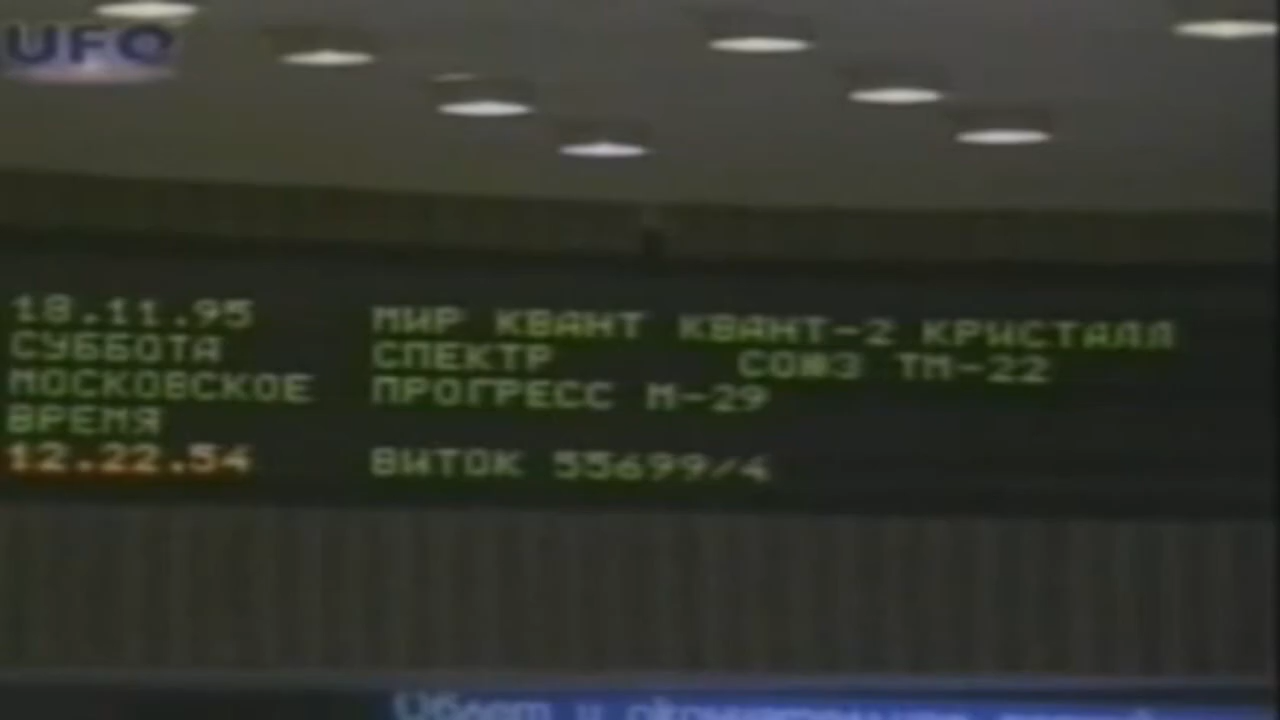 UFO
18.11.95
СУББОТА
МОСКОВСКОЕ
ВРЕМЯ
12.22.54
МИР КВАНТ КВАНТ-2 КРИСТАЛЛ
СПЕКТР СОЮЗ ТМ-22
ПРОГРЕСС М-29
ВИТОК 55699/4